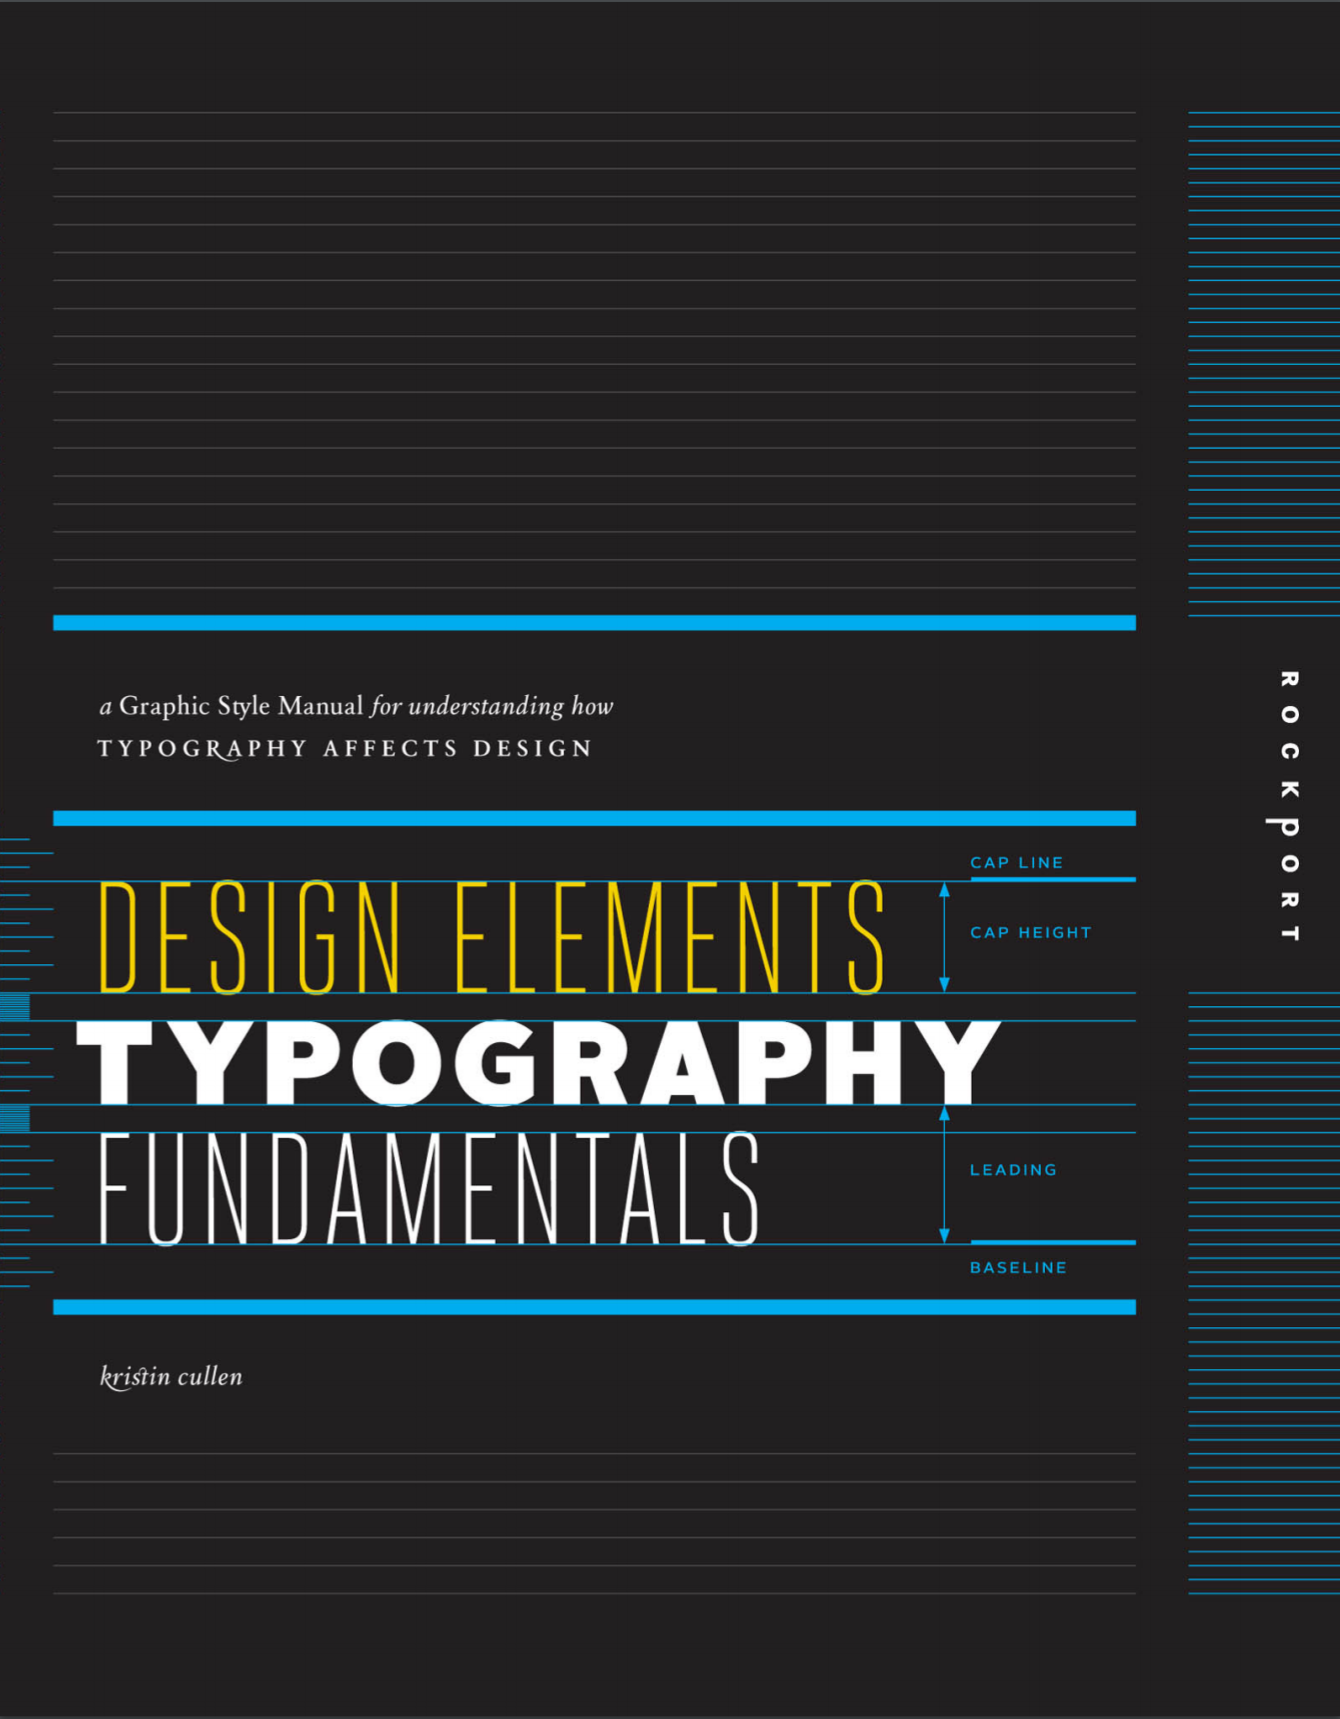 a Graphic Style Manual for understanding how
TYPOGRAPHY AFFECTS DESIGN
ROCKpORT
CAP LINE
DESIGN ELEMENTS
CAP HEIGHT
TYPOGRAPHY
FUNDAMENTALS
LEADING
BASELINE
kristin cullen